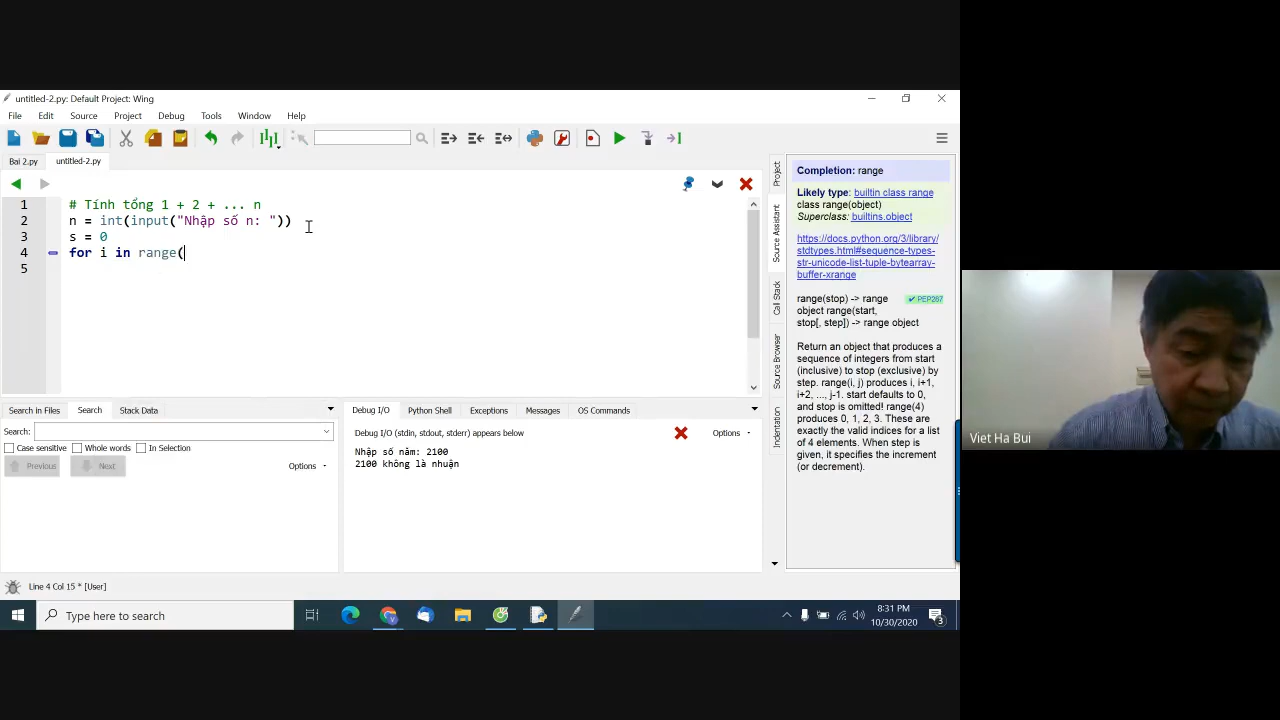 untitled-2.py: Default Project: Wing
File Edit Source Project Debug Tools Window Help
Bai 2.py untitled-2.py
1 # Tính tổng 1 + 2 + ... n
2 n = int(input("Nhập số n: "))
3 s = 0
4 for i in range(
5
Project
Source Assistant
Call Stack
Source Browser
Indentation
Completion: range
Likely type: builtin class range
class range(object)
Superclass: builtins.object
https://docs.python.org/3/library/
stdtypes.html#sequence-types-
str-unicode-list-tuple-bytearray-
buffer-xrange
range(stop) -> range
✔ PEP287
object range(start,
stop[, step]) -> range object
Return an object that produces a
sequence of integers from start
(inclusive) to stop (exclusive) by
step. range(i, j) produces i, i+1,
i+2, ..., j-1. start defaults to 0,
and stop is omitted! range(4)
produces 0, 1, 2, 3. These are
exactly the valid indices for a list
of 4 elements. When step is
given, it specifies the increment
(or decrement).
Viet Ha Bui
Search in Files Search Stack Data
Search:
Case sensitive Whole words In Selection
Previous Next Options
Debug I/O Python Shell Exceptions Messages OS Commands
Debug I/O (stdin, stdout, stderr) appears below
Options
Nhập số năm: 2100
2100 không là nhuận
Line 4 Col 15 * [User]
Type here to search
8:31 PM
10/30/2020
3